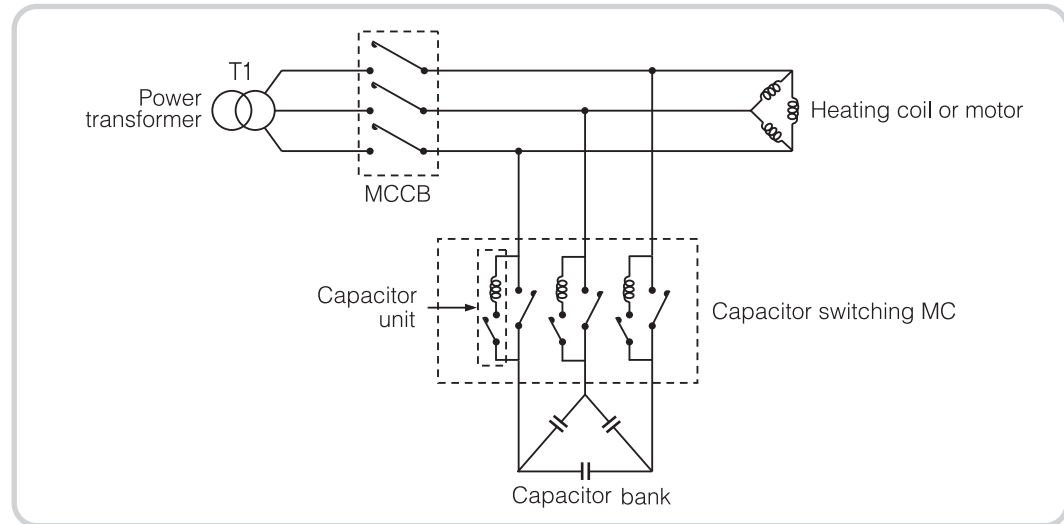 T1
Power
transformer
MCCB
Heating coil or motor
Capacitor
unit
Capacitor switching MC
Capacitor bank